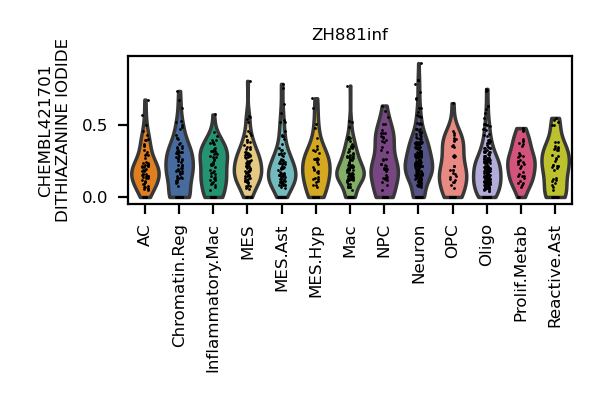 ZH881inf
CHEMBL421701
DITHIAZANINE IODIDE
0.5
0.0
AC
Chromatin.Reg
Inflammatory.Mac
MES
MES.Ast
MES.Hyp
Mac
NPC
Neuron
OPC
Oligo
Prolif.Metab
Reactive.Ast